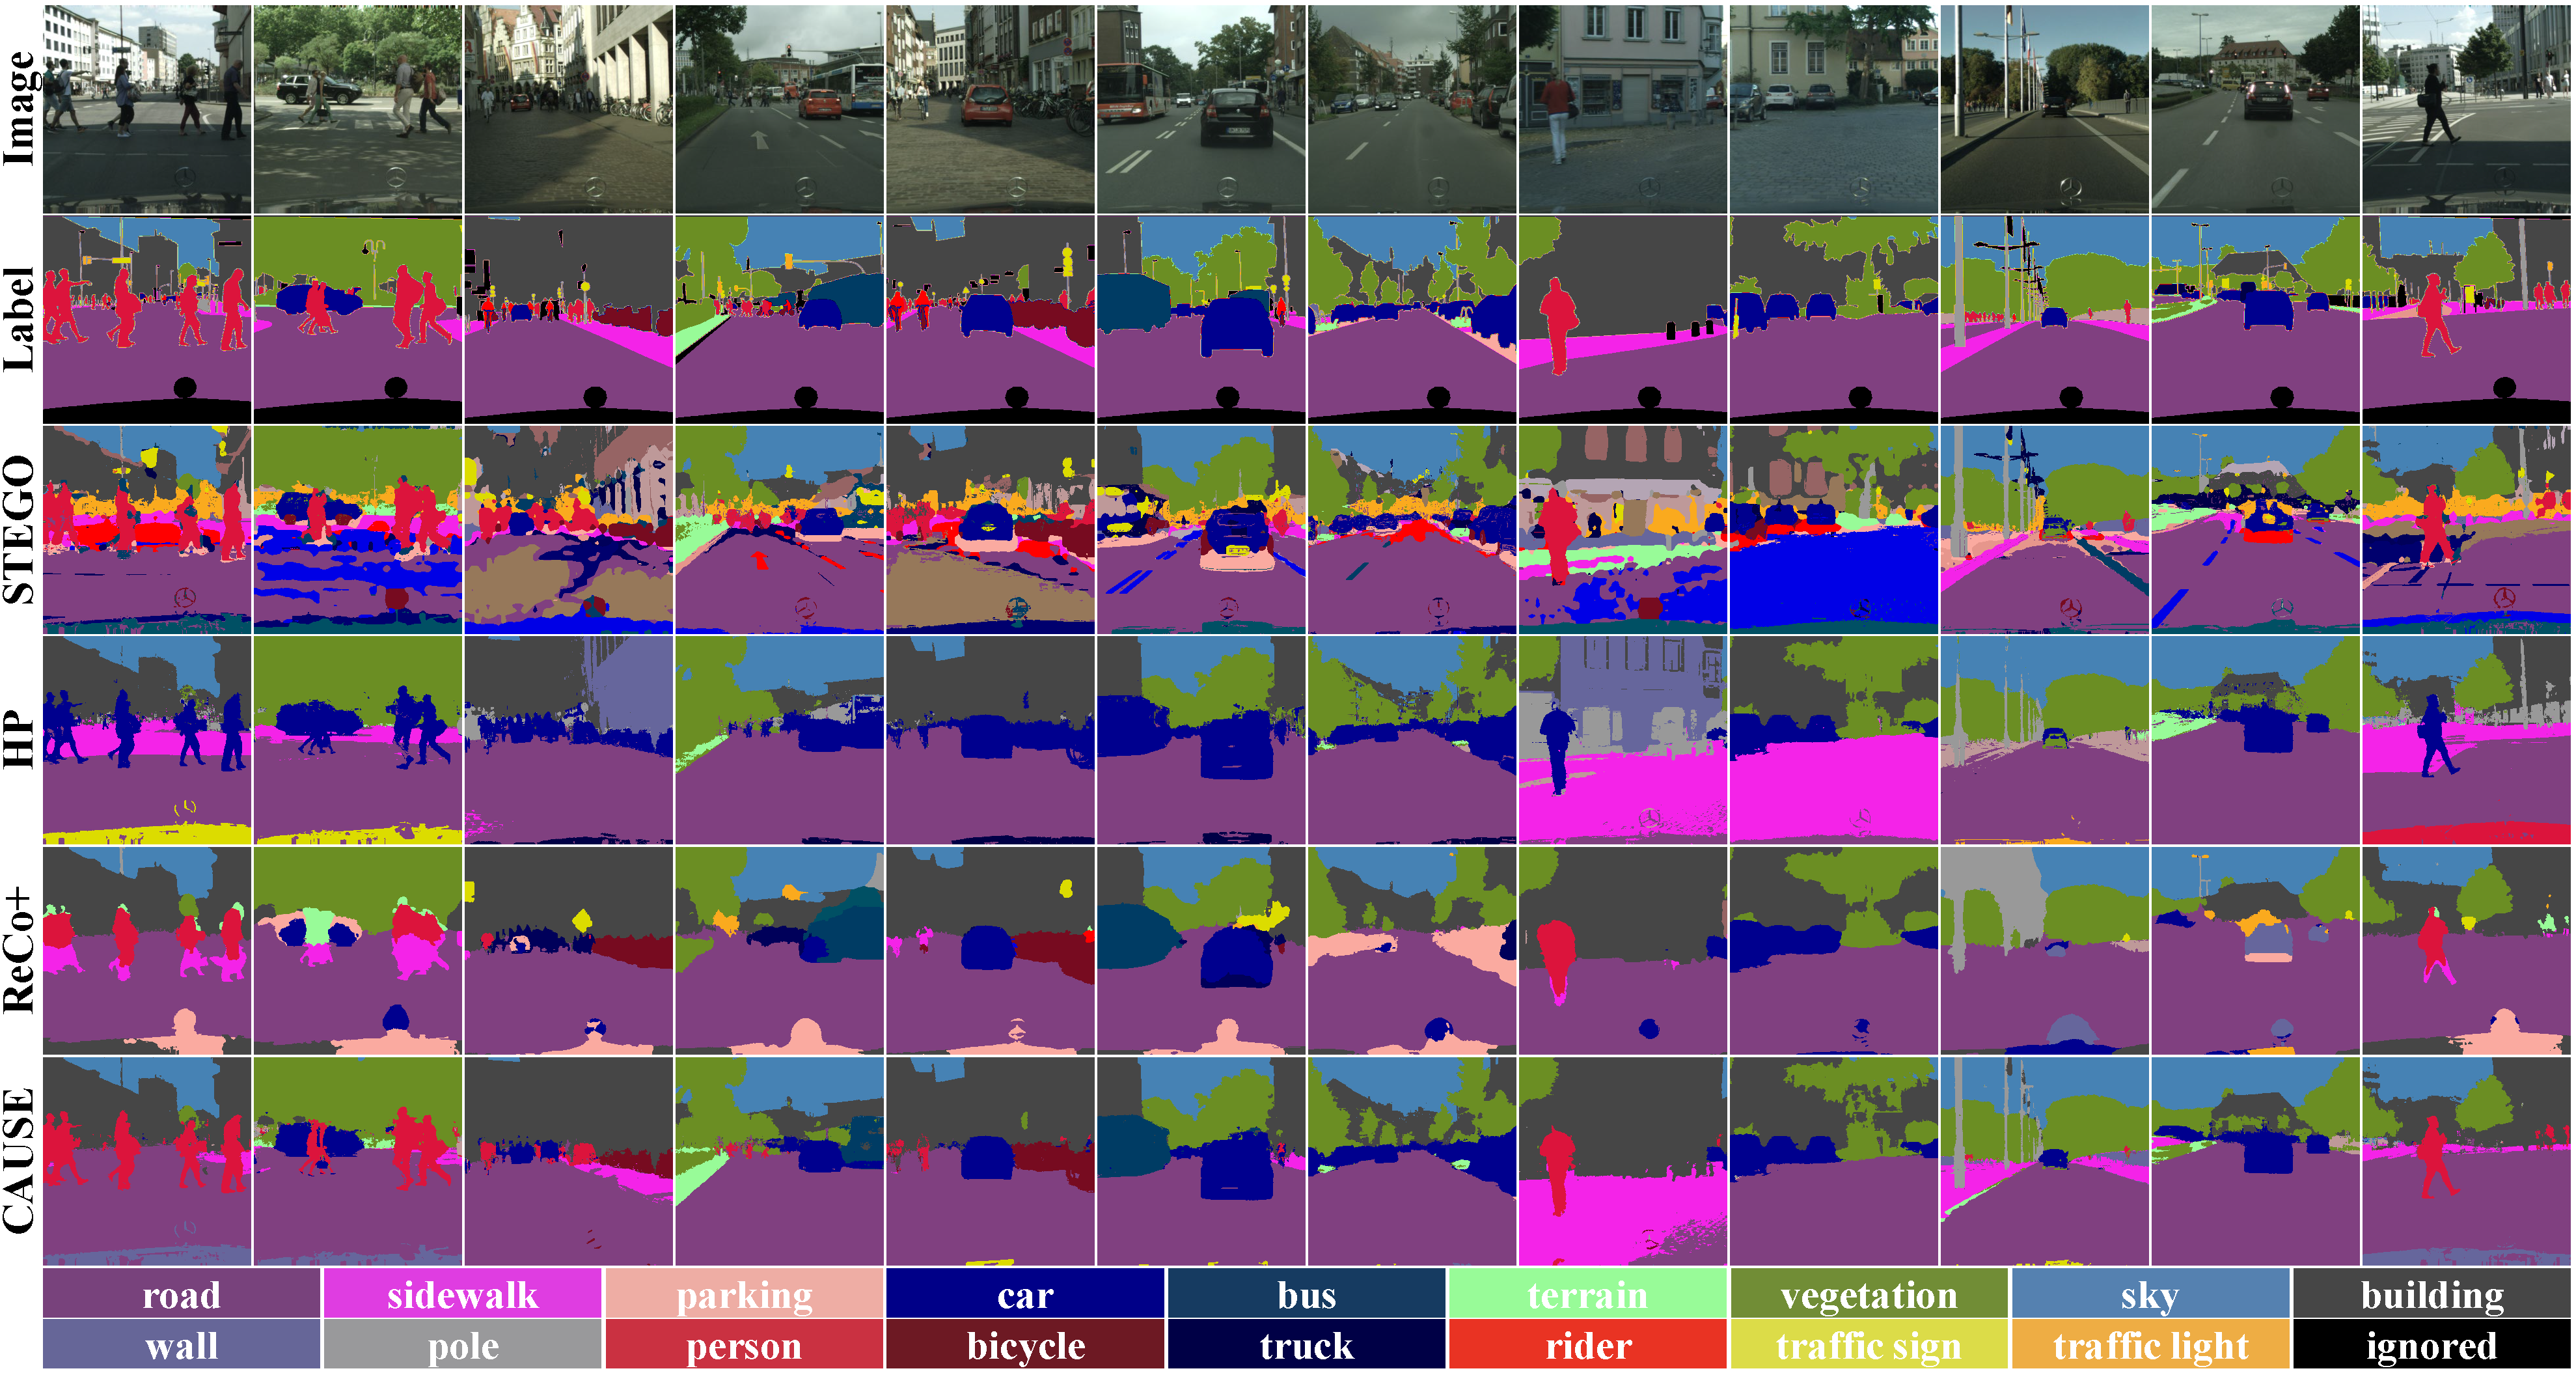 Image
Label
STEGO
HP
ReCo+
CAUSE
road sidewalk parking car bus terrain vegetation sky building
wall pole person bicycle truck rider traffic sign traffic light ignored